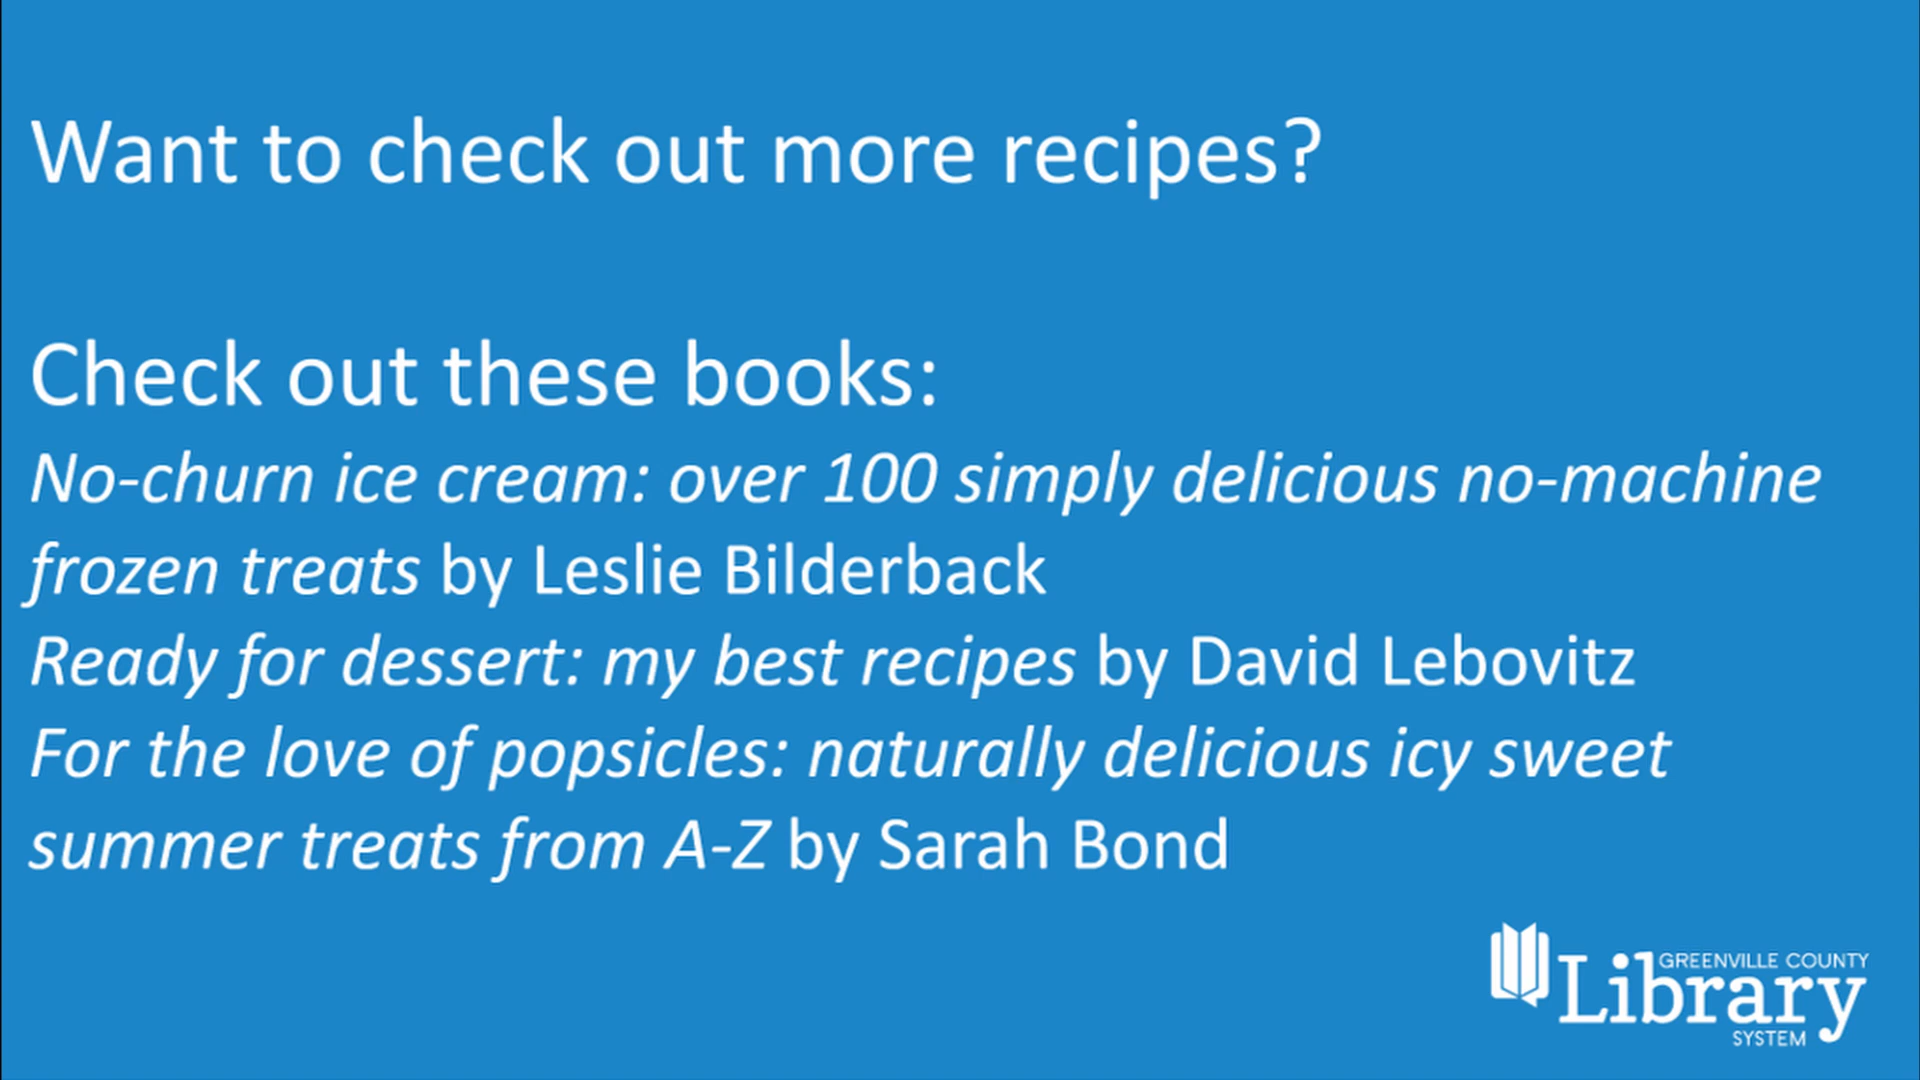 Want to check out more recipes?
Check out these books:
No-churn ice cream: over 100 simply delicious no-machine
frozen treats by Leslie Bilderback
Ready for dessert: my best recipes by David Lebovitz
For the love of popsicles: naturally delicious icy sweet
summer treats from A-Z by Sarah Bond
GREENVILLE COUNTY
Library
SYSTEM